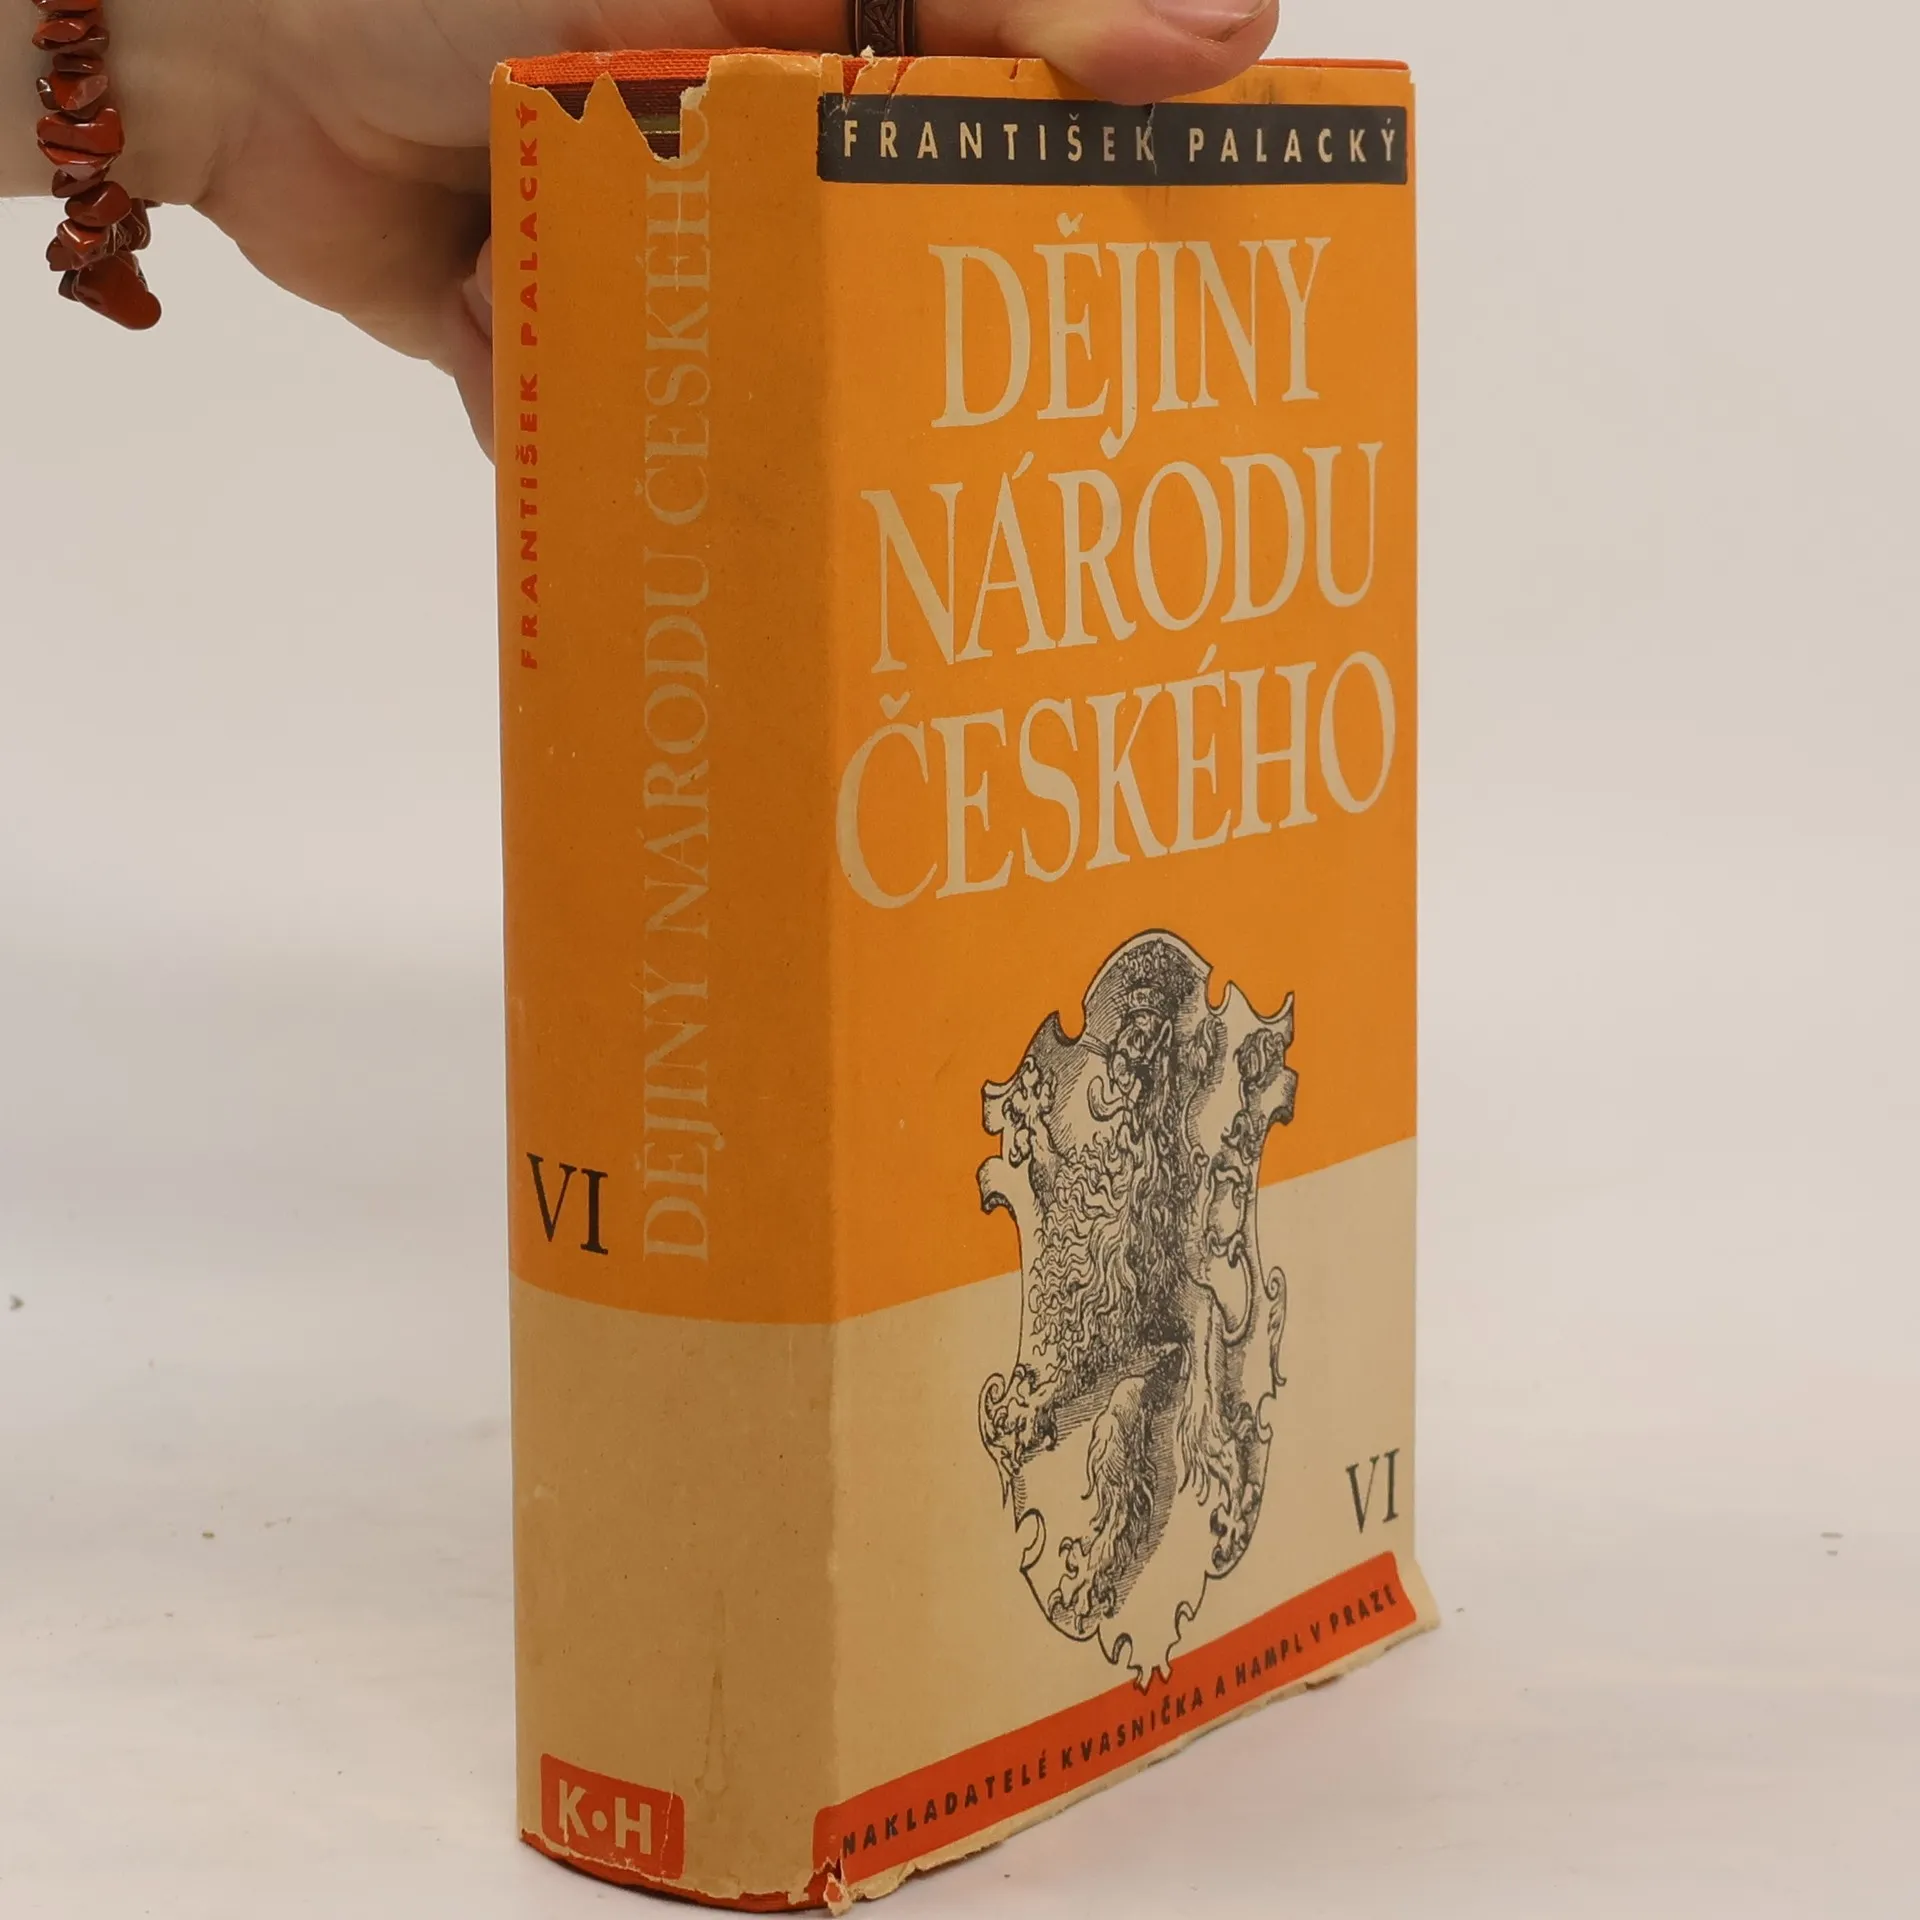 FRANTIŠEK PALACKÝ
DĚJINY NÁRODU ČESKÉHO
VI
K•H
FRANTIŠEK PALACKÝ
DĚJINY
NÁRODU
ČESKÉHO
VI
NAKLADATELÉ KVASNIČKA A HAMPL V PRAZE